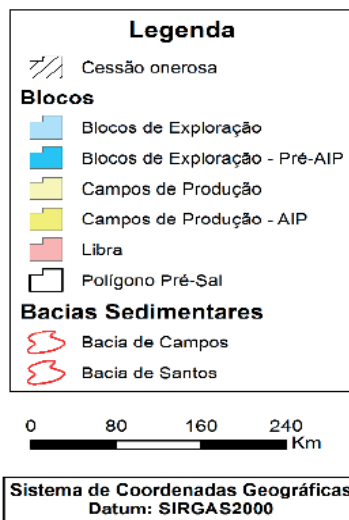 Legenda
Cessão onerosa
Blocos
Blocos de Exploração
Blocos de Exploração - Pré-AIP
Campos de Produção
Campos de Produção - AIP
Libra
Polígono Pré-Sal
Bacias Sedimentares
Bacia de Campos
Bacia de Santos
0 80 160 240
Km
Sistema de Coordenadas Geográficas
Datum: SIRGAS2000